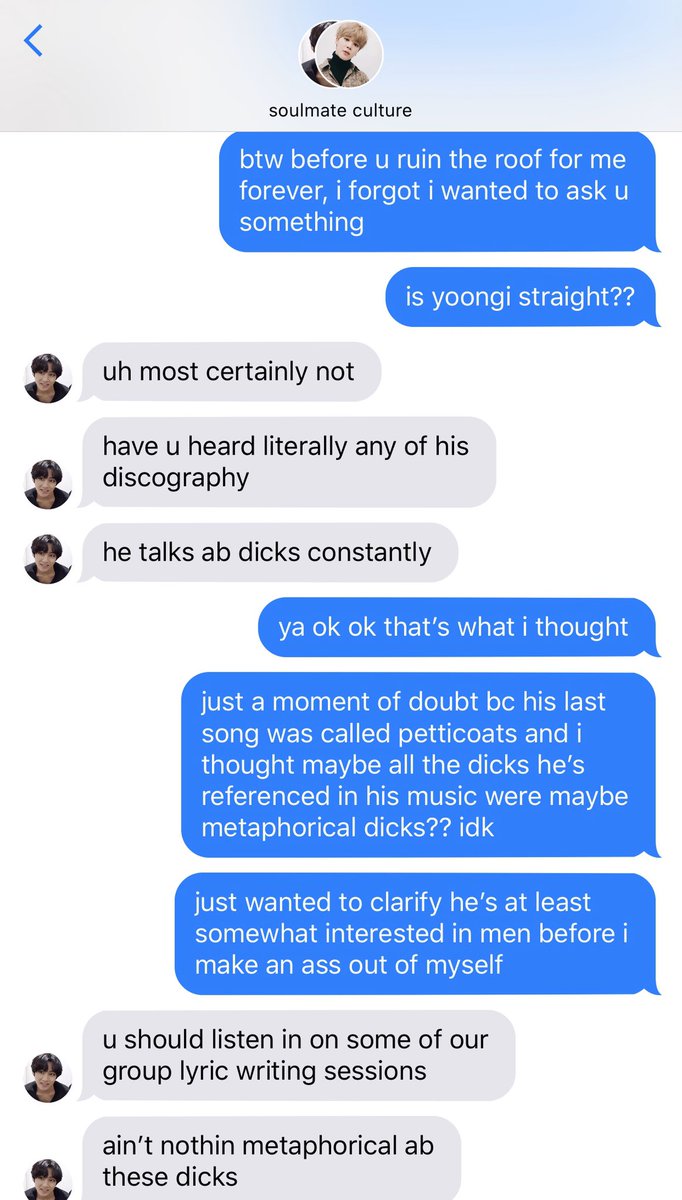 soulmate culture
btw before u ruin the roof for me
forever, i forgot i wanted to ask u
something
is yoongi straight??
uh most certainly not
have u heard literally any of his
discography
he talks ab dicks constantly
ya ok ok that’s what i thought
just a moment of doubt bc his last
song was called petticoats and i
thought maybe all the dicks he’s
referenced in his music were maybe
metaphorical dicks?? idk
just wanted to clarify he’s at least
somewhat interested in men before i
make an ass out of myself
u should listen in on some of our
group lyric writing sessions
ain’t nothin metaphorical ab
these dicks